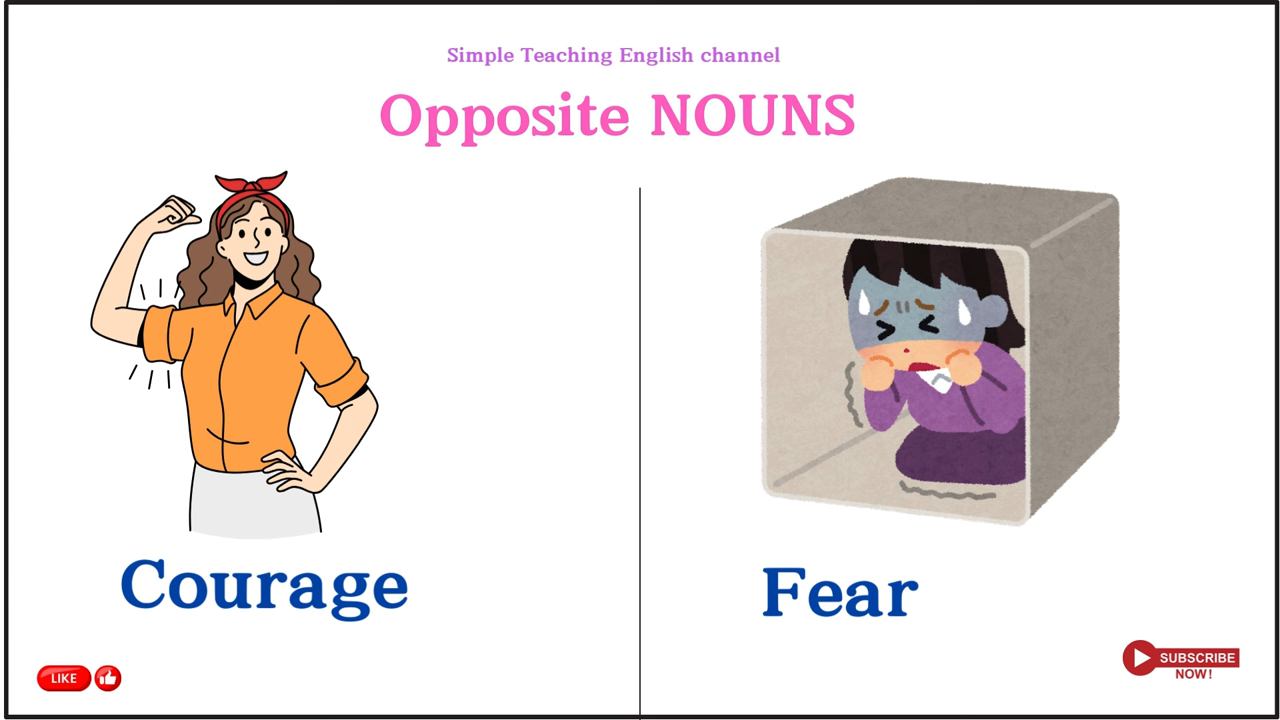 Simple Teaching English channel
Opposite NOUNS
Courage
Fear
LIKE
SUBSCRIBE
NOW!